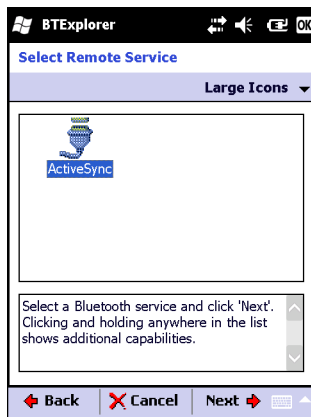 BTExplorer OK
Select Remote Service
Large Icons
ActiveSync
Select a Bluetooth service and click 'Next'.
Clicking and holding anywhere in the list
shows additional capabilities.
Back Cancel Next